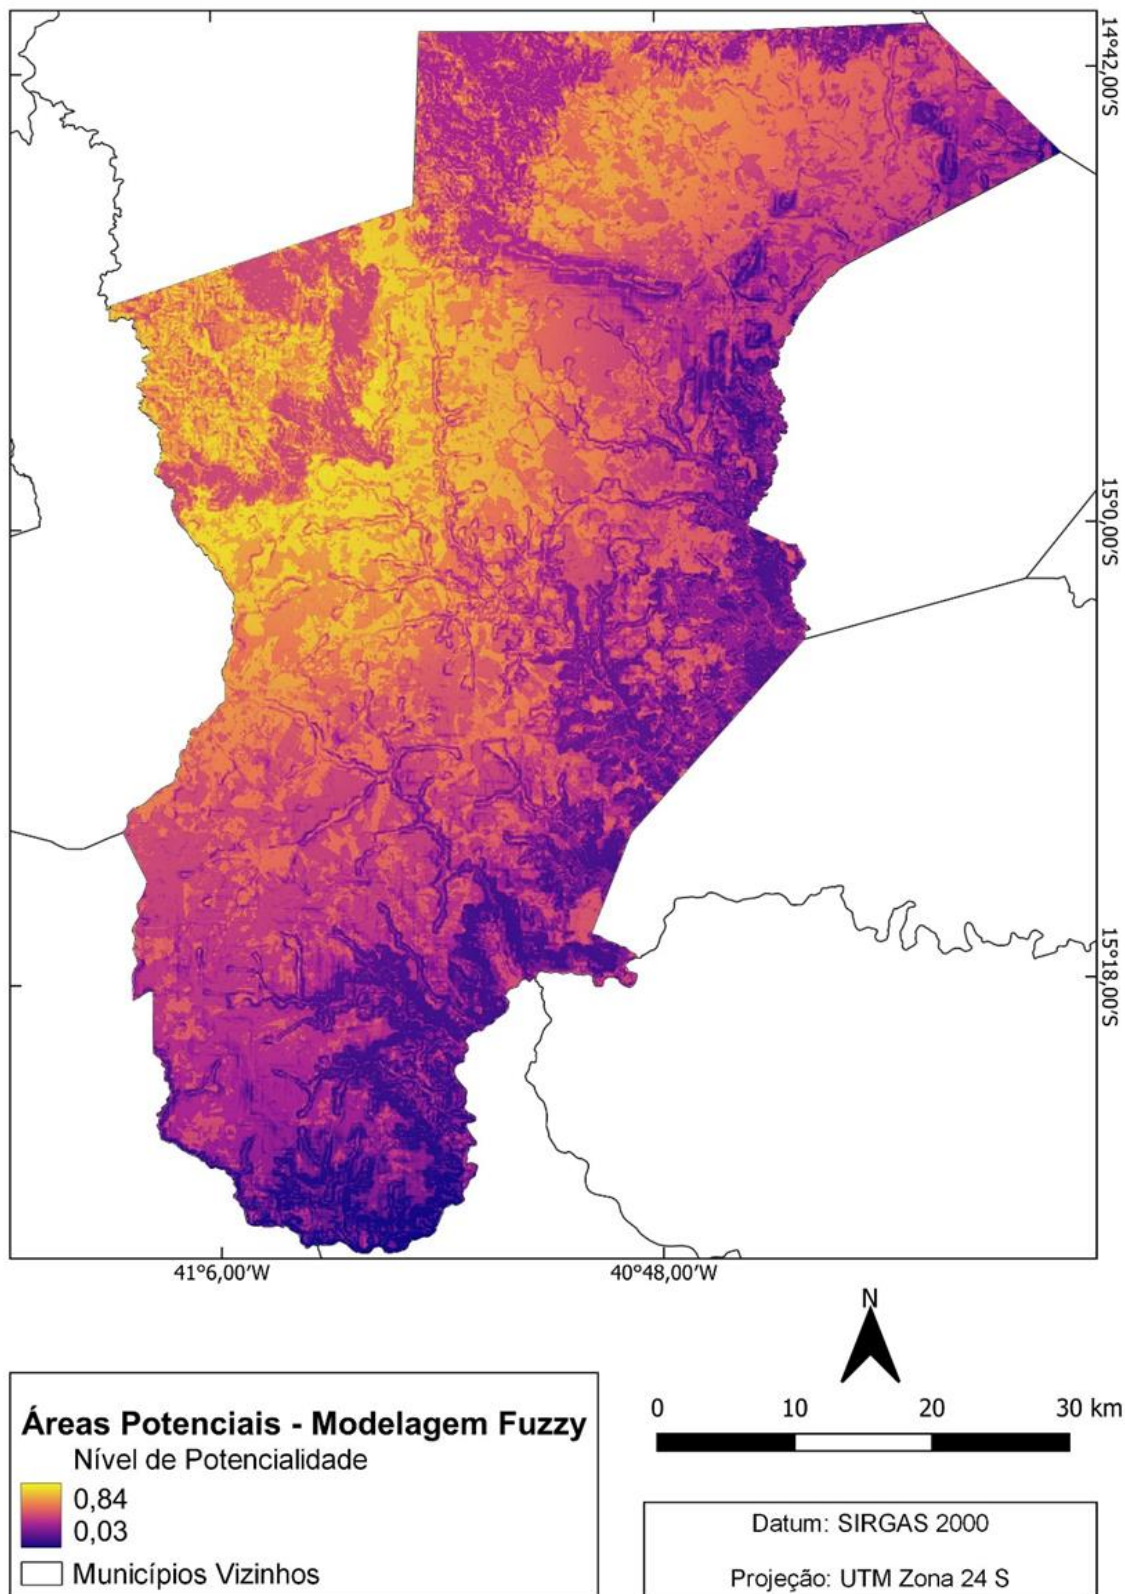 14°42,00'S
15°0,00'S
15°18,00'S
41°6,00'W
40°48,00'W
N
0 10 20 30 km
Áreas Potenciais - Modelagem Fuzzy
Nível de Potencialidade
0,84
0,03
Municípios Vizinhos
Datum: SIRGAS 2000
Projeção: UTM Zona 24 S